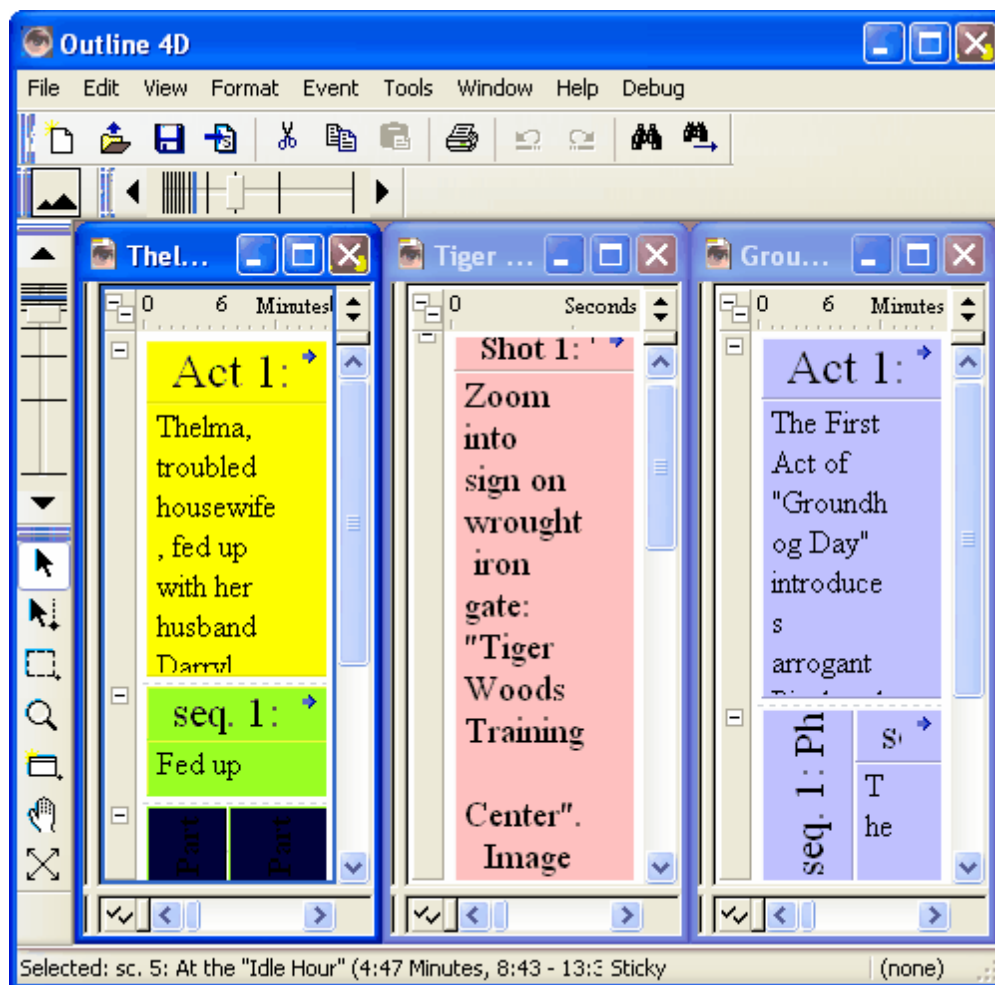 Outline 4D
File Edit View Format Event Tools Window Help Debug
Thel...
0 6 Minutes
Act 1:
Thelma,
troubled
housewife
, fed up
with her
husband
Darryl
seq. 1:
Fed up
Part
Part
Tiger ...
0 Seconds
Shot 1:
Zoom
into
sign on
wrought
iron
gate:
"Tiger
Woods
Training
Center".
Image
Grou...
0 6 Minutes
Act 1:
The First
Act of
"Groundh
og Day"
introduce
s
arrogant
seq. 1: Ph
T
he
Selected: sc. 5: At the "Idle Hour" (4:47 Minutes, 8:43 - 13: Sticky
(none)